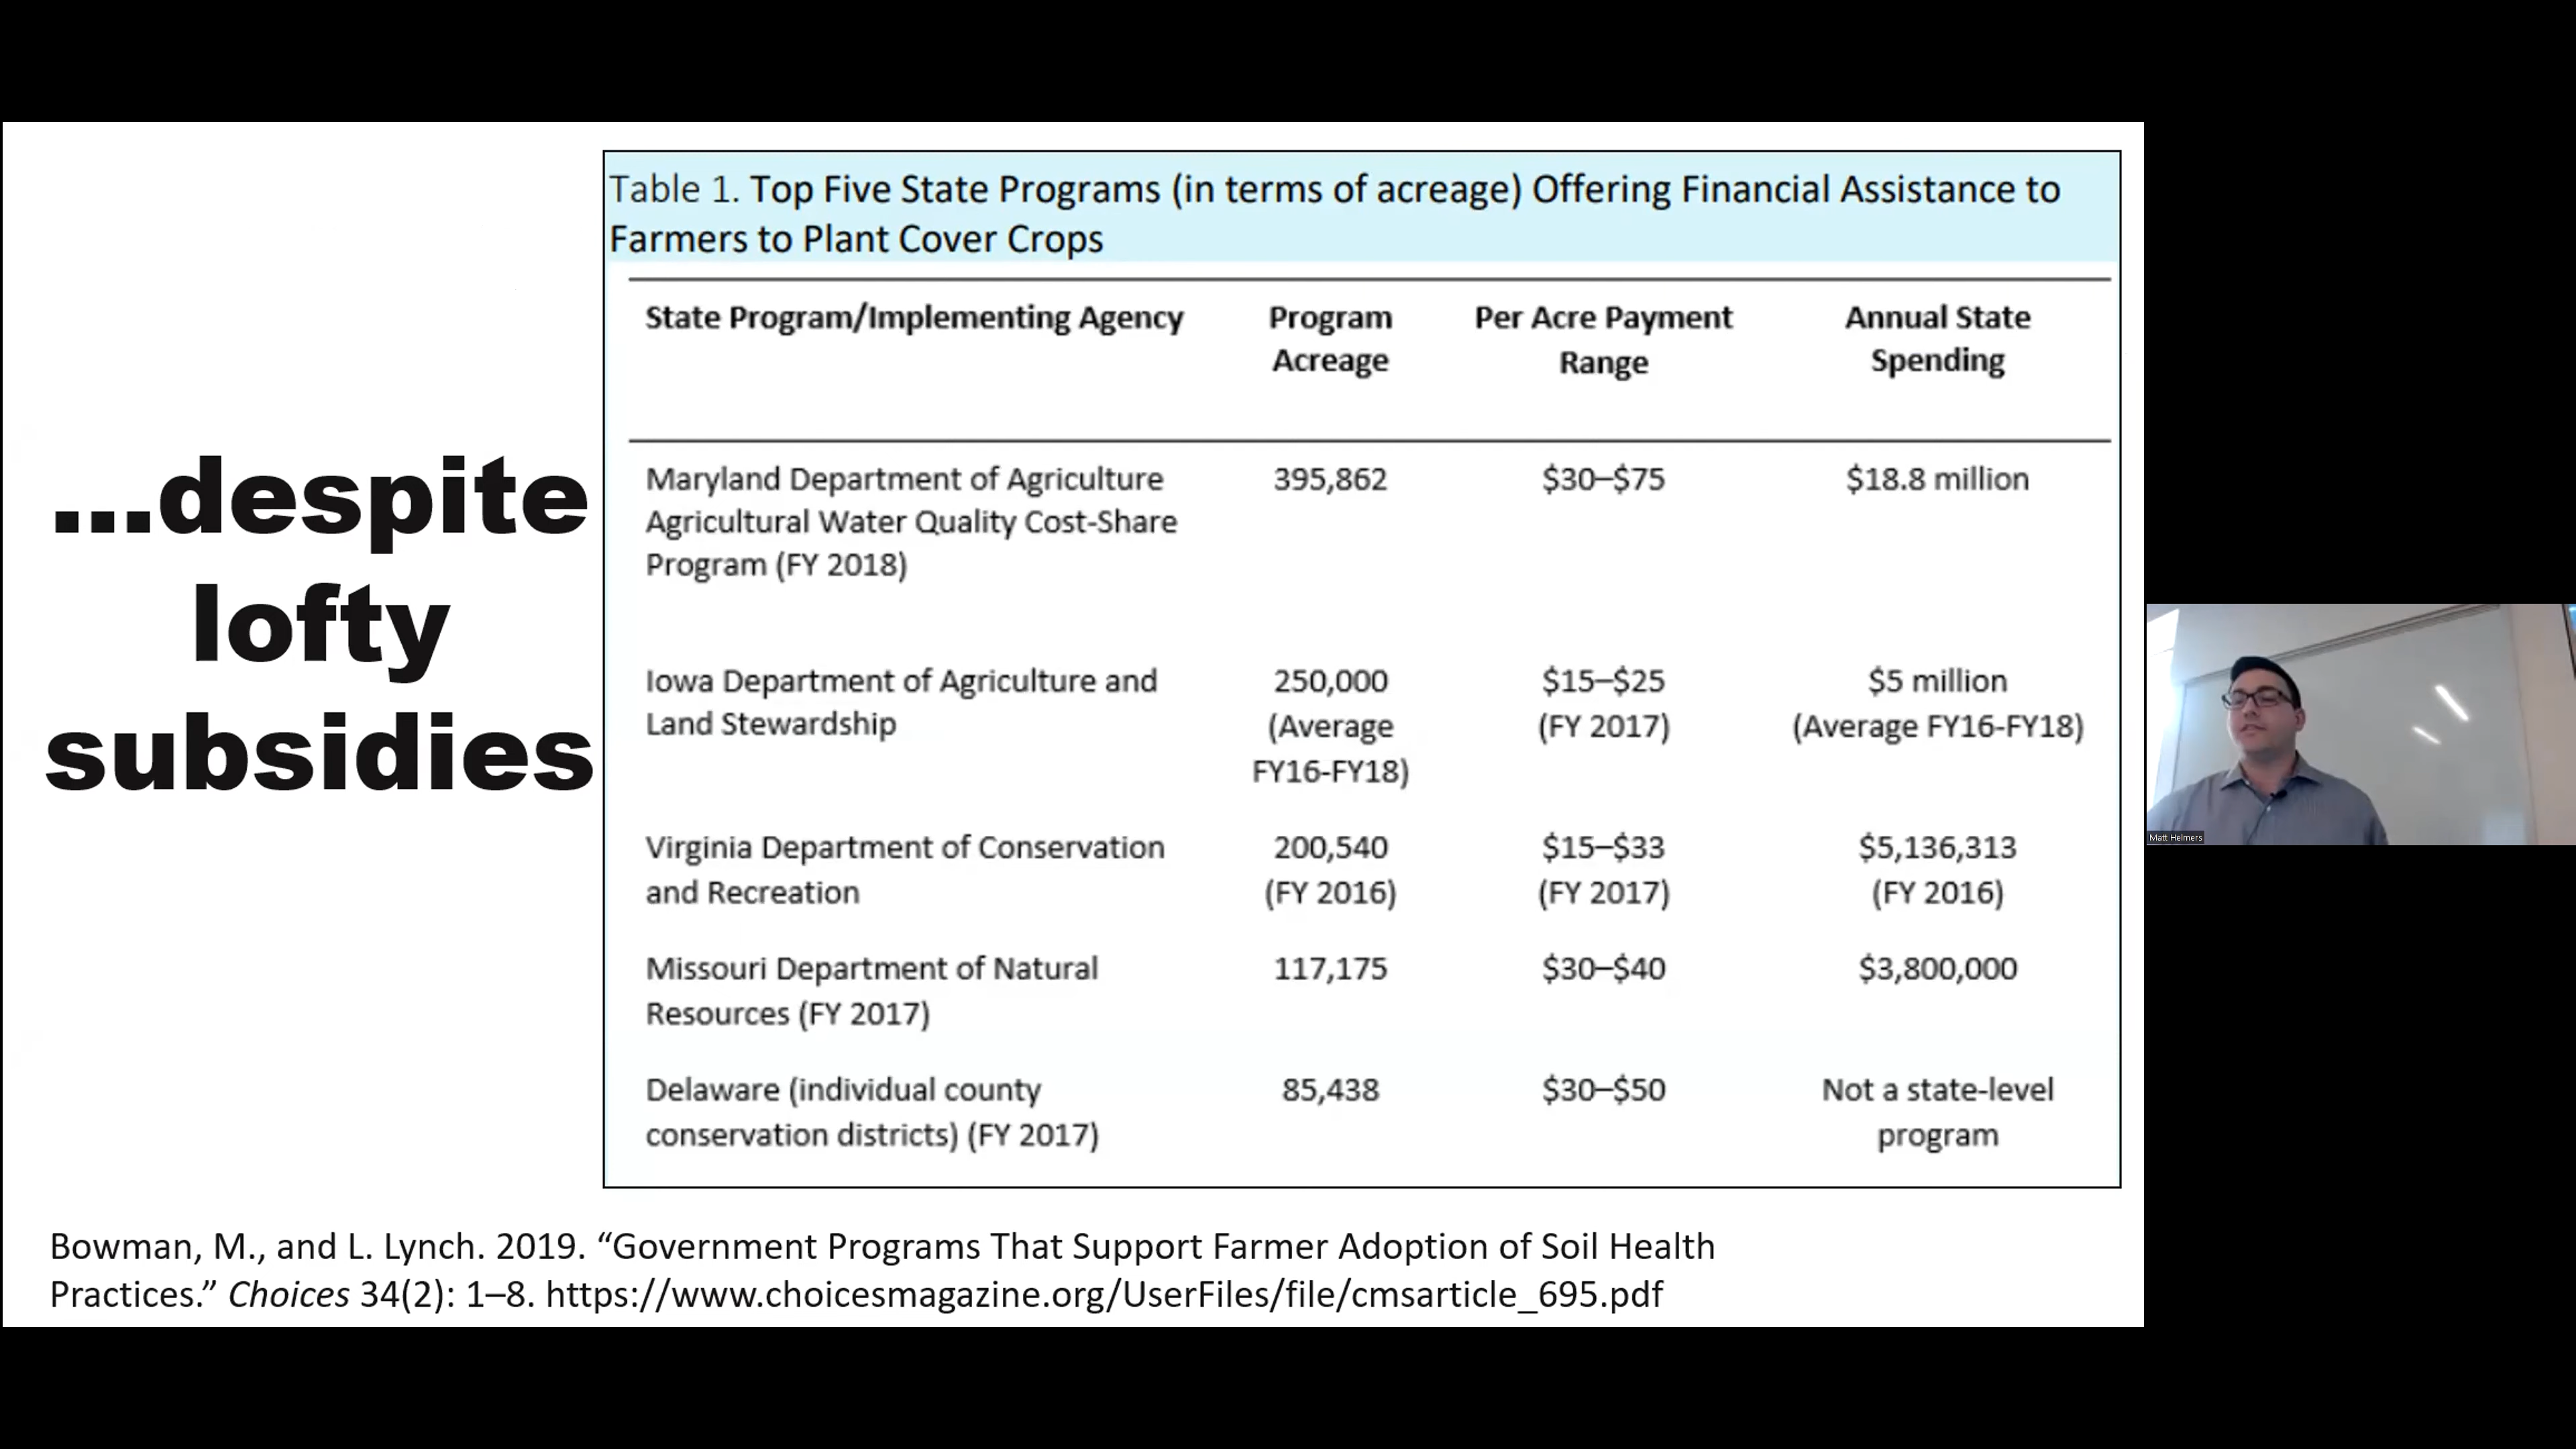 ...despite
lofty
subsidies
Table 1. Top Five State Programs (in terms of acreage) Offering Financial Assistance to
Farmers to Plant Cover Crops
State Program/Implementing Agency
Program
Acreage
Per Acre Payment
Range
Annual State
Spending
Maryland Department of Agriculture
Agricultural Water Quality Cost-Share
Program (FY 2018)
395,862
$30–$75
$18.8 million
Iowa Department of Agriculture and
Land Stewardship
250,000
(Average
FY16-FY18)
$15–$25
(FY 2017)
$5 million
(Average FY16-FY18)
Virginia Department of Conservation
and Recreation
200,540
(FY 2016)
$15–$33
(FY 2017)
$5,136,313
(FY 2016)
Missouri Department of Natural
Resources (FY 2017)
117,175
$30–$40
$3,800,000
Delaware (individual county
conservation districts) (FY 2017)
85,438
$30–$50
Not a state-level
program
Bowman, M., and L. Lynch. 2019. “Government Programs That Support Farmer Adoption of Soil Health
Practices.” Choices 34(2): 1–8. https://www.choicesmagazine.org/UserFiles/file/cmsarticle_695.pdf
Matt Helmers